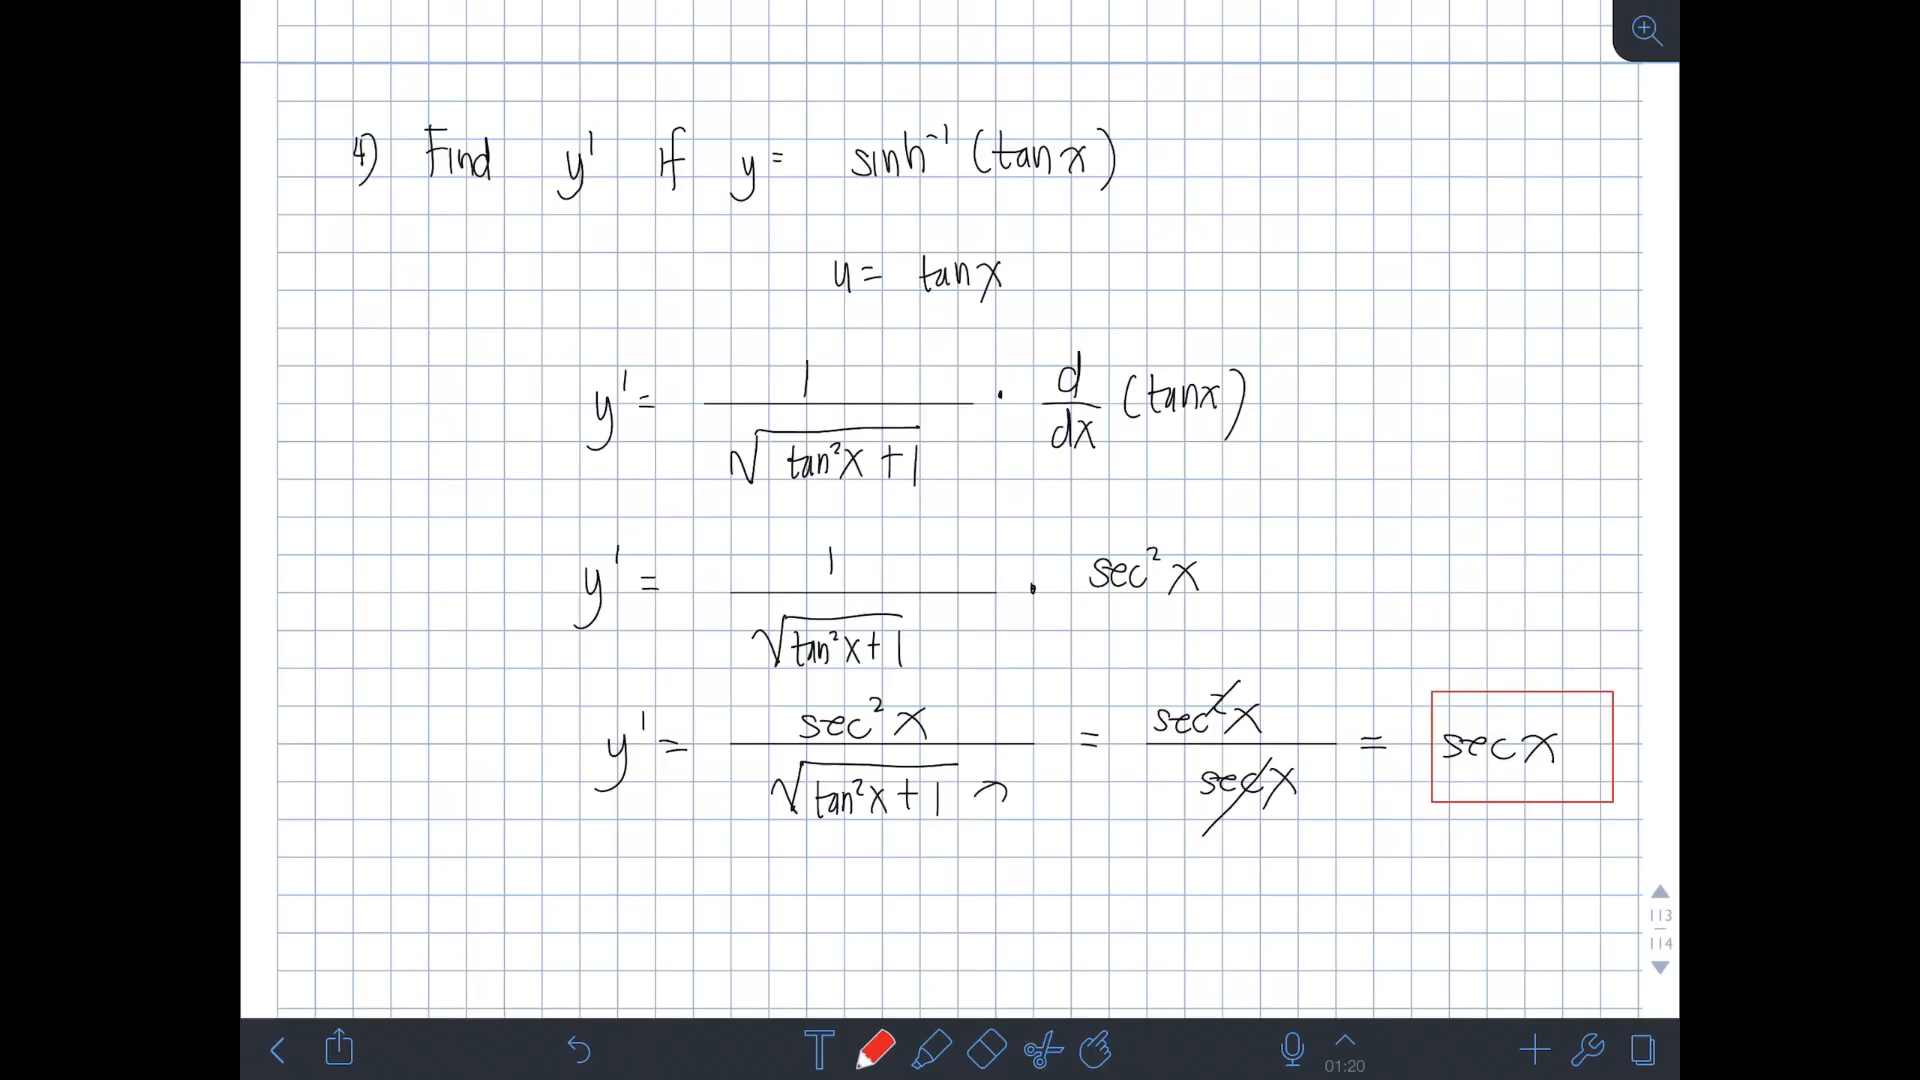 4) Find y' if y = sinh⁻¹ (tanx)
u = tanx
y' = 1/√(tan²x + 1) · d/dx (tanx)
y' = 1/√(tan²x + 1) · sec²x
y' = sec²x/√(tan²x + 1) = sec²x/secx = secx
113
114
T
01:20